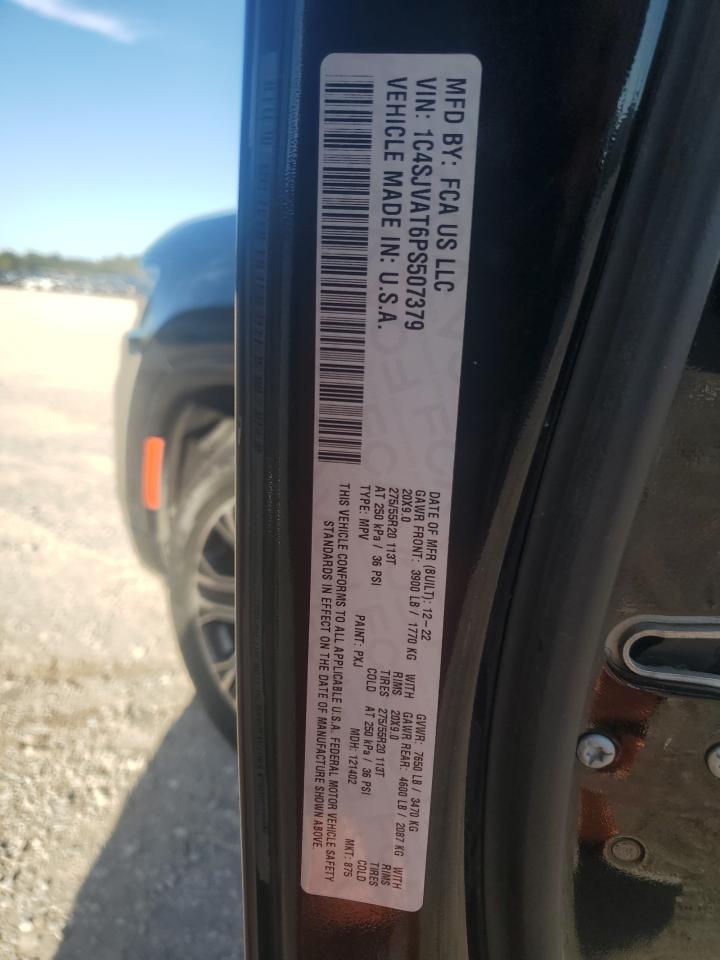 MFD BY: FCA US LLC
VIN: 1C4SJVAT6PS507379
VEHICLE MADE IN: U.S.A.
DATE OF MFR (BUILT): 12-22
GVWR: 7650 LB / 3470 KG
GAWR FRONT: 3900 LB / 1770 KG WITH
GAWR REAR: 4600 LB / 2087 KG WITH
20X9.0 RIMS
20X9.0 RIMS
275/55R20 113T TIRES
275/55R20 113T TIRES
AT 250 kPa / 36 PSI COLD
AT 250 kPa / 36 PSI COLD
TYPE: MPV PAINT: PXJ MDH: 121402 MKT: 875
THIS VEHICLE CONFORMS TO ALL APPLICABLE U.S.A. FEDERAL MOTOR VEHICLE SAFETY
STANDARDS IN EFFECT ON THE DATE OF MANUFACTURE SHOWN ABOVE.